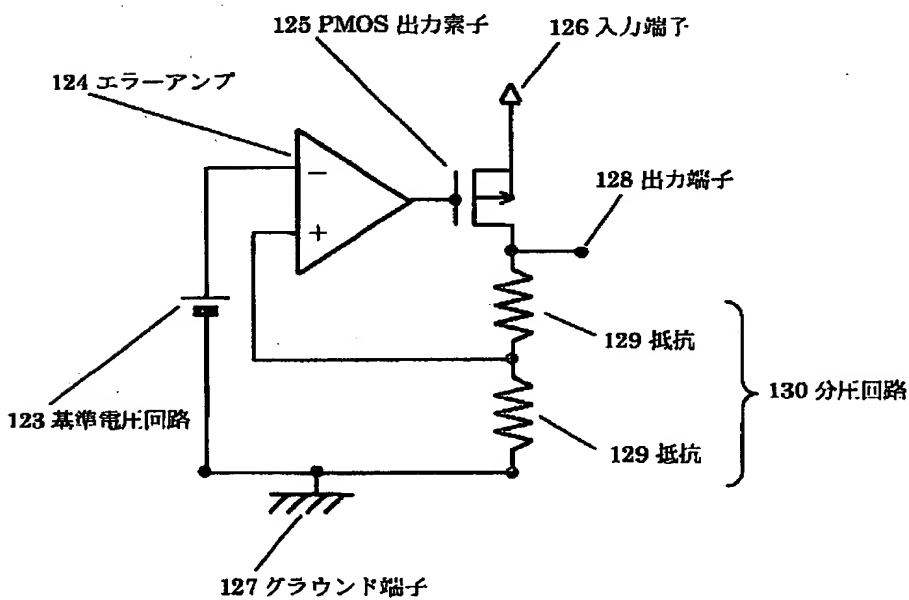 125 PMOS 出力素子
126 入力端子
124 エラーアンプ
128 出力端子
−
+
129 抵抗
130 分圧回路
123 基準電圧回路
129 抵抗
127 グラウンド端子